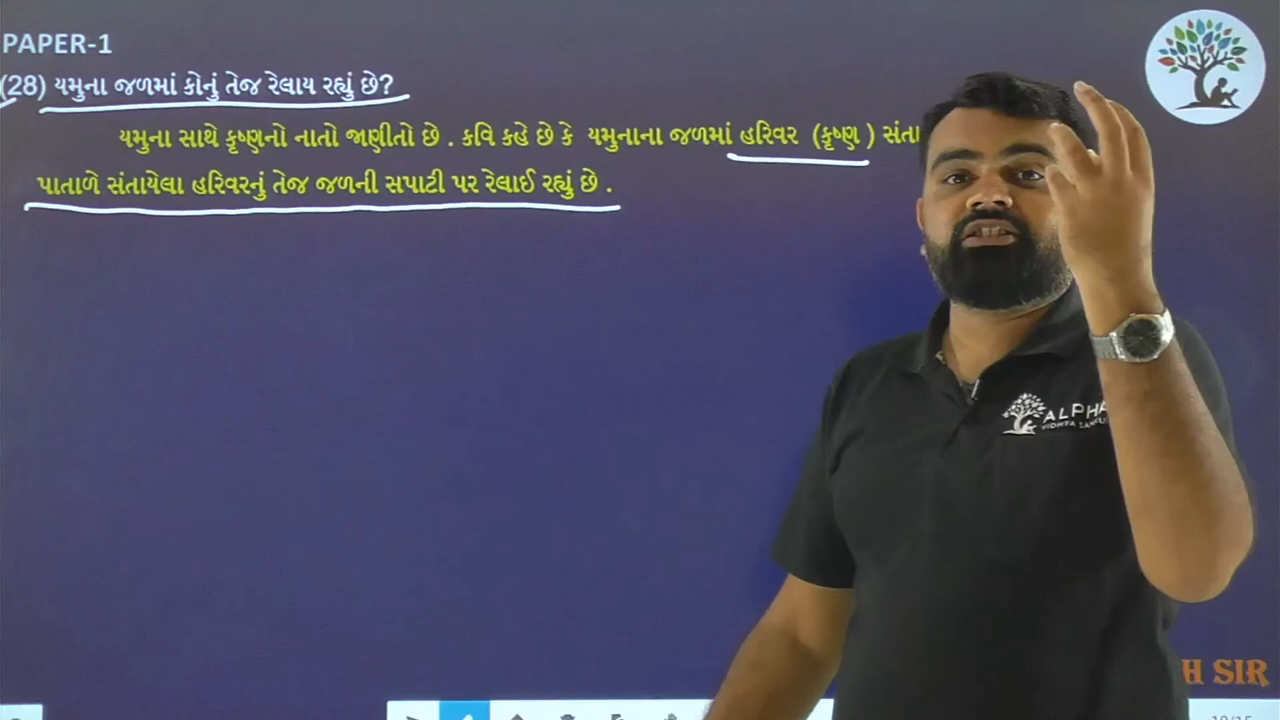 PAPER-1
(28) યમુના જળમાં કોનું તેજ રેલાય રહ્યું છે?
યમુના સાથે કૃષ્ણનો નાતો જાણીતો છે . કવિ કહે છે કે યમુનાના જળમાં હરિવર (કૃષ્ણ ) સંતા
પાતાળે સંતાયેલા હરિવરનું તેજ જળની સપાટી પર રેલાઈ રહ્યું છે .
ALPHA
H SIR